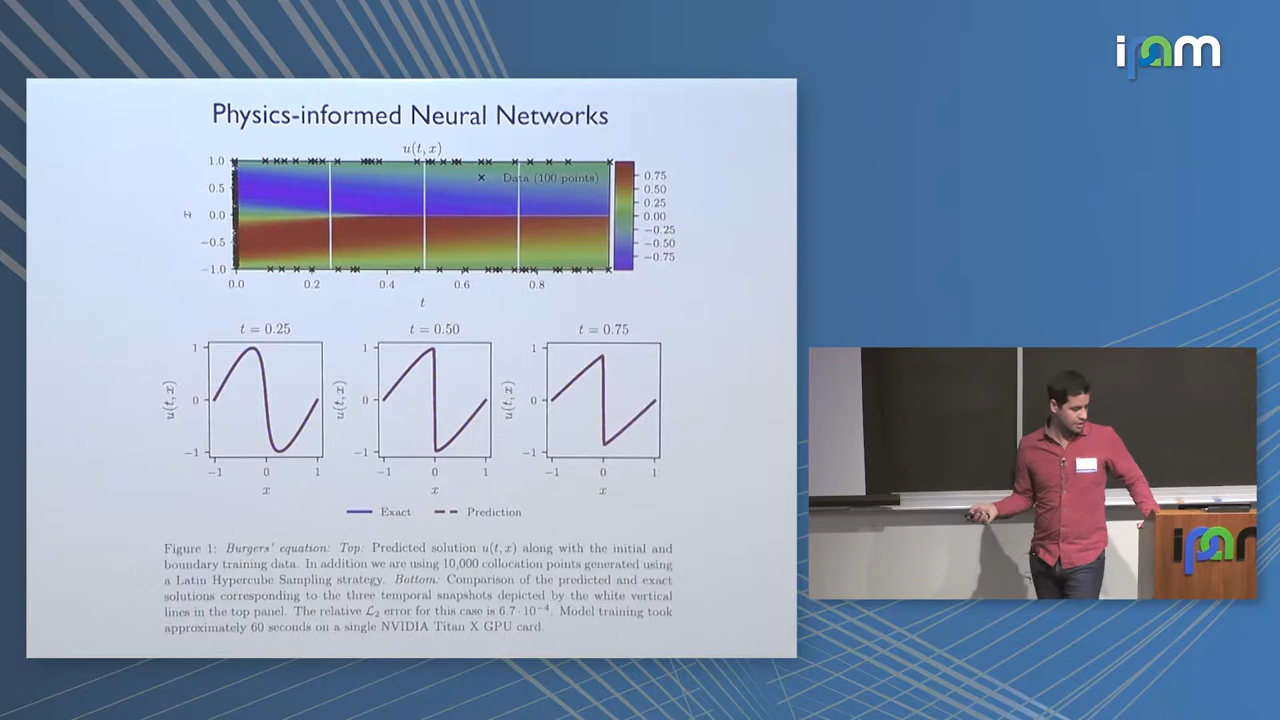 ipam
Physics-informed Neural Networks
u(t, x)
1.0
0.5
0.0
−0.5
−1.0
x
× Data (100 points)
0.75
0.50
0.25
0.00
−0.25
−0.50
−0.75
0.0 0.2 0.4 0.6 0.8
t
t = 0.25 t = 0.50 t = 0.75
1 1 1
u(t, x) 0 u(t, x) 0 u(t, x) 0
−1 −1 −1
−1 0 1 −1 0 1 −1 0 1
x x x
Exact Prediction
Figure 1: Burgers' equation: Top: Predicted solution u(t, x) along with the initial and
boundary training data. In addition we are using 10,000 collocation points generated using
a Latin Hypercube Sampling strategy. Bottom: Comparison of the predicted and exact
solutions corresponding to the three temporal snapshots depicted by the white vertical
lines in the top panel. The relative L₂ error for this case is 6.7 · 10⁻⁴. Model training took
approximately 60 seconds on a single NVIDIA Titan X GPU card.
ipam